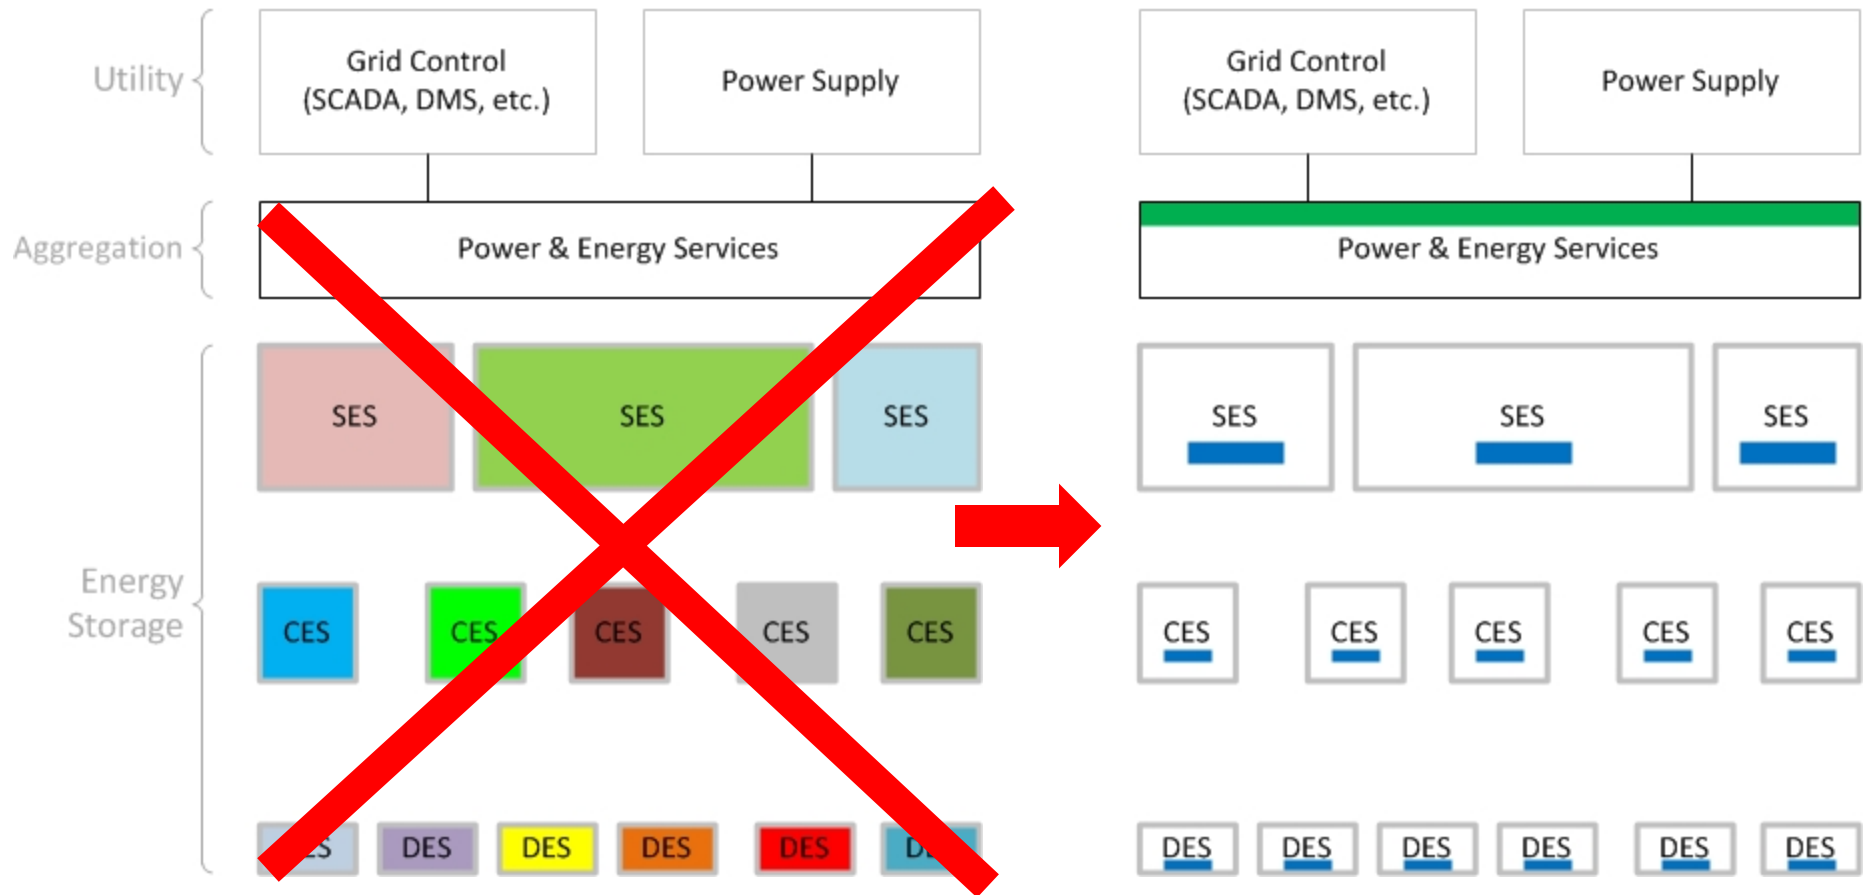 Utility
Grid Control
(SCADA, DMS, etc.)
Power Supply
Grid Control
(SCADA, DMS, etc.)
Power Supply
Aggregation
Power & Energy Services
Power & Energy Services
SES
SES
SES
SES
SES
SES
Energy
Storage
CES
CES
CES
CES
CES
CES
CES
CES
CES
CES
DES
DES
DES
DES
DES
DES
DES
DES
DES
DES